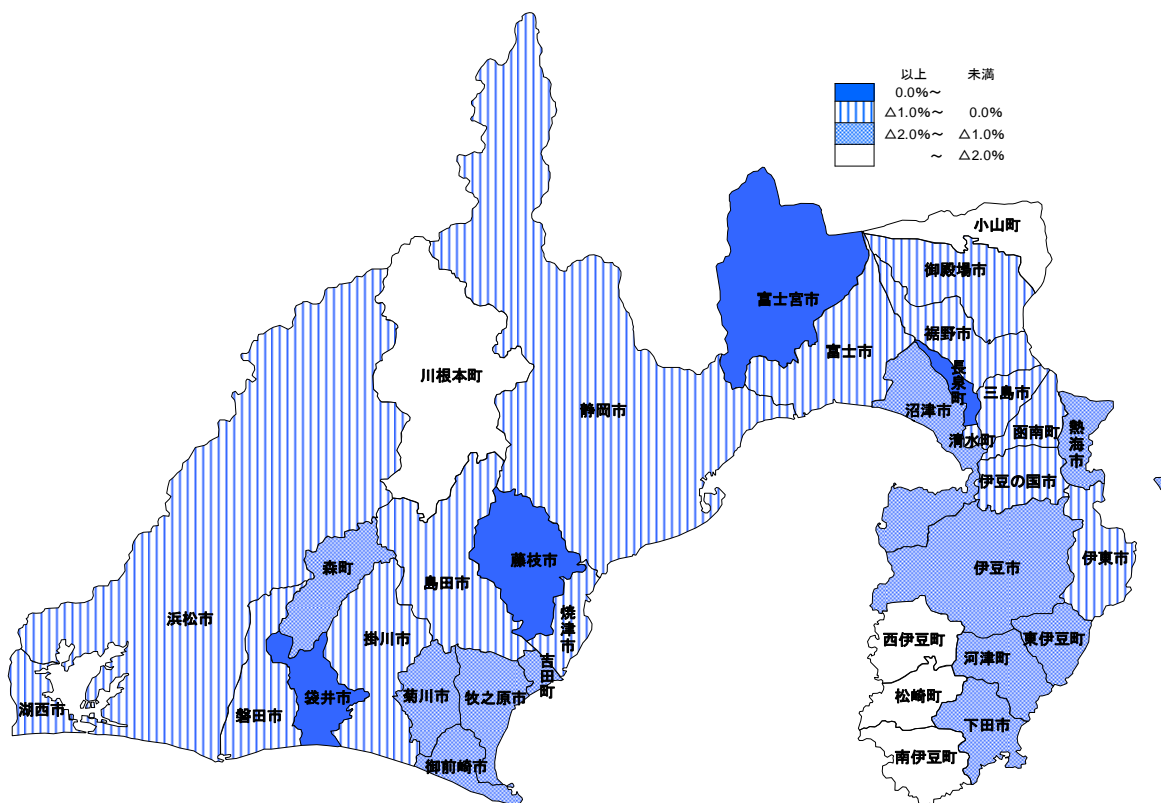 以上 未満
0.0%～
△1.0%～ 0.0%
△2.0%～ △1.0%
～ △2.0%
小山町
御殿場市
富士宮市
裾野市
富士市
長泉町
川根本町
三島市
静岡市
沼津市
函南町
熱海市
清水町
伊豆の国市
藤枝市
伊東市
森町
伊豆市
島田市
浜松市
焼津市
掛川市
西伊豆町
東伊豆町
河津町
吉田町
菊川市
牧之原市
袋井市
松崎町
湖西市
磐田市
下田市
御前崎市
南伊豆町